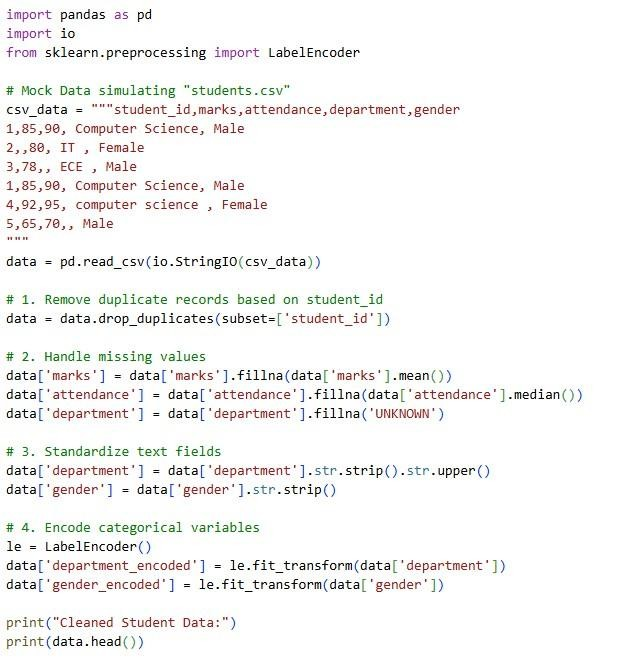 import pandas as pd
import io
from sklearn.preprocessing import LabelEncoder
# Mock Data simulating "students.csv"
csv_data = """student_id,marks,attendance,department,gender
1,85,90, Computer Science, Male
2,,80, IT , Female
3,78,, ECE , Male
1,85,90, Computer Science, Male
4,92,95, computer science , Female
5,65,70,, Male
"""
data = pd.read_csv(io.StringIO(csv_data))
# 1. Remove duplicate records based on student_id
data = data.drop_duplicates(subset=['student_id'])
# 2. Handle missing values
data['marks'] = data['marks'].fillna(data['marks'].mean())
data['attendance'] = data['attendance'].fillna(data['attendance'].median())
data['department'] = data['department'].fillna('UNKNOWN')
# 3. Standardize text fields
data['department'] = data['department'].str.strip().str.upper()
data['gender'] = data['gender'].str.strip()
# 4. Encode categorical variables
le = LabelEncoder()
data['department_encoded'] = le.fit_transform(data['department'])
data['gender_encoded'] = le.fit_transform(data['gender'])
print("Cleaned Student Data:")
print(data.head())